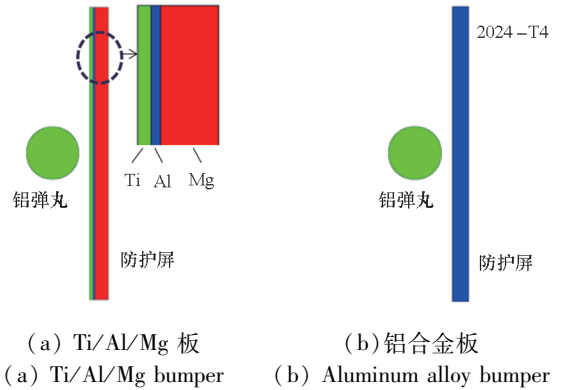 Ti Al Mg
铝弹丸
防护屏
(a) Ti/Al/Mg 板
(a) Ti/Al/Mg bumper
2024-T4
铝弹丸
防护屏
(b)铝合金板
(b) Aluminum alloy bumper